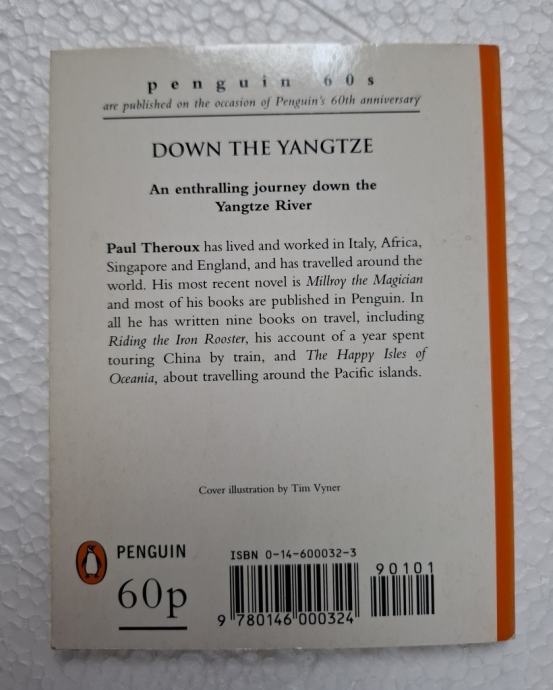 penguin 60s
are published on the occasion of Penguin's 60th anniversary
DOWN THE YANGTZE
An enthralling journey down the
Yangtze River
Paul Theroux has lived and worked in Italy, Africa,
Singapore and England, and has travelled around the
world. His most recent novel is Millroy the Magician
and most of his books are published in Penguin. In
all he has written nine books on travel, including
Riding the Iron Rooster, his account of a year spent
touring China by train, and The Happy Isles of
Oceania, about travelling around the Pacific islands.
Cover illustration by Tim Vyner
PENGUIN
60p
ISBN 0-14-600032-3
90101
9 780146 000324